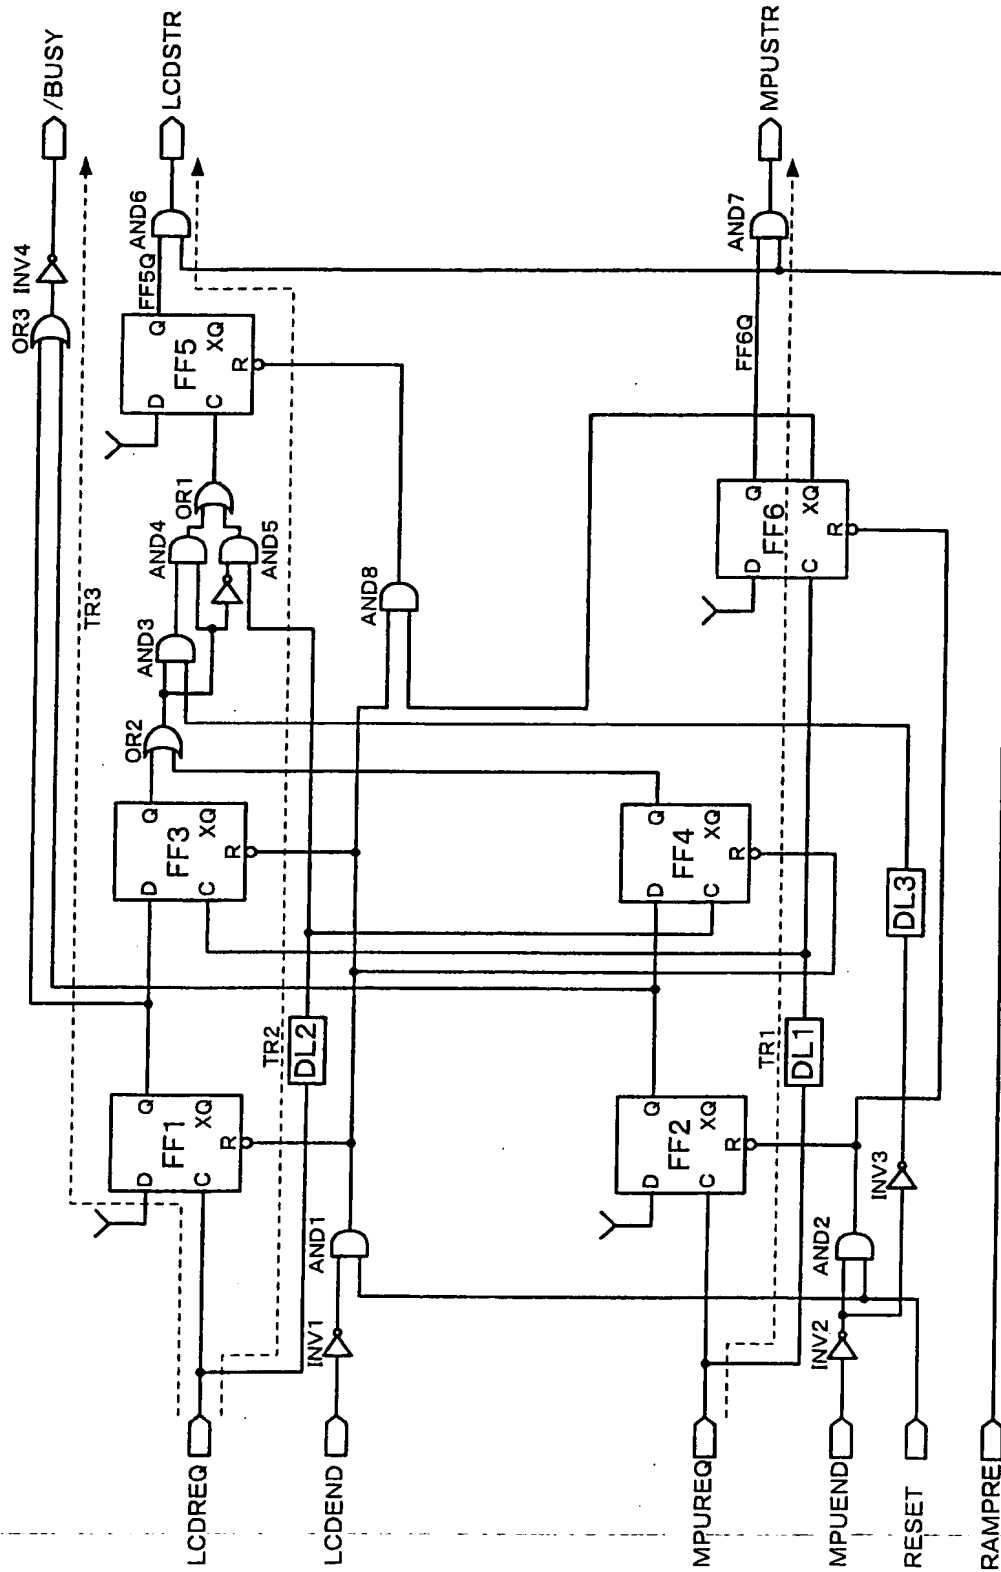 /BUSY
LCDSTR
MPUSTR
OR3 INV4
AND6
AND7
FF5Q
FF6Q
TR3
D Q
FF5
C XQ
R
OR1
AND4
AND5
AND3
AND8
OR2
D Q
FF6
C XQ
R
D Q
FF3
C XQ
R
D Q
FF4
C XQ
R
DL3
TR2
DL2
TR1
DL1
D Q
FF1
C XQ
R
D Q
FF2
C XQ
R
INV3
AND1
AND2
INV1
INV2
LCDREQ
LCDEND
MPUREQ
MPUEND
RESET
RAMPRE